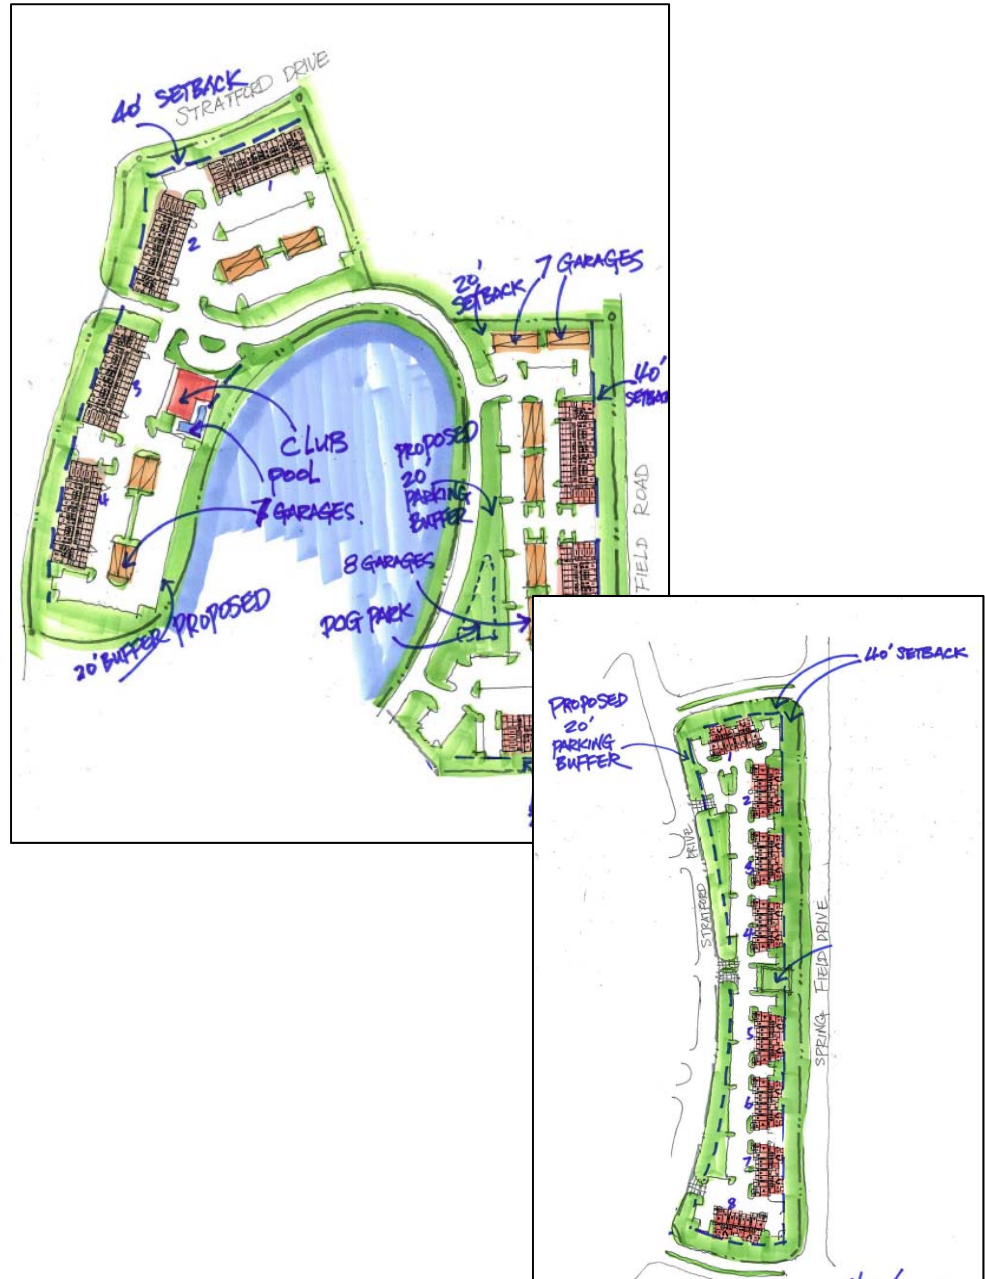 40' SETBACK
STRATFORD DRIVE
1
2
3
4
20'
SETBACK
7 GARAGES
40'
SETBAC
CLUB
POOL
7 GARAGES.
PROPOSED
20'
PARKING
BUFFER
8 GARAGES
DOG PARK
20' BUFFER PROPOSED
FIELD ROAD
40' SETBACK
PROPOSED
20'
PARKING
BUFFER
STRATFORD DRIVE
SPRING FIELD DRIVE
1
2
3
4
5
6
7
8